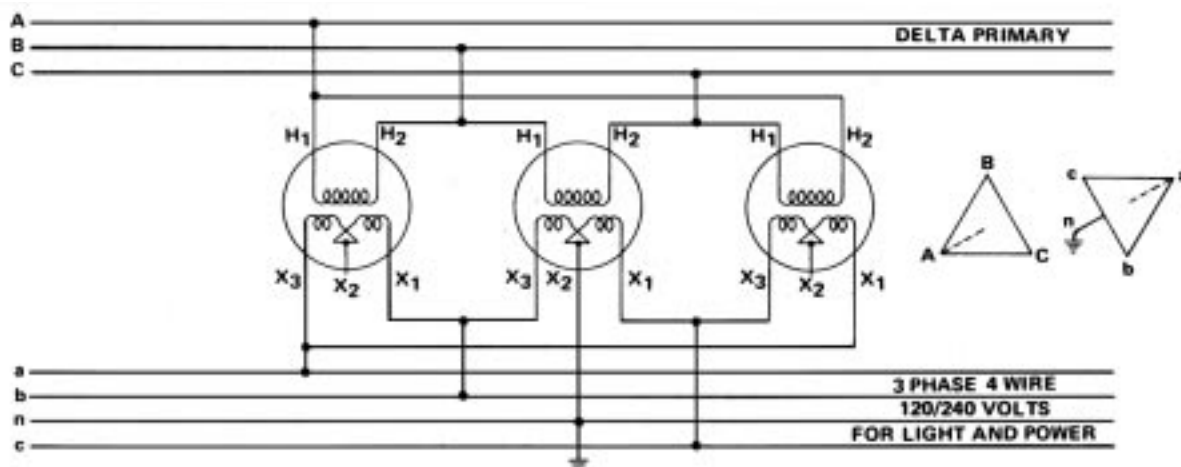 A
B
C
DELTA PRIMARY
H1 H2 H1 H2 H1 H2
X3 X2 X1 X3 X2 X1 X3 X2 X1
B
A C
c a
n
b
a
b
n
c
3 PHASE 4 WIRE
120/240 VOLTS
FOR LIGHT AND POWER